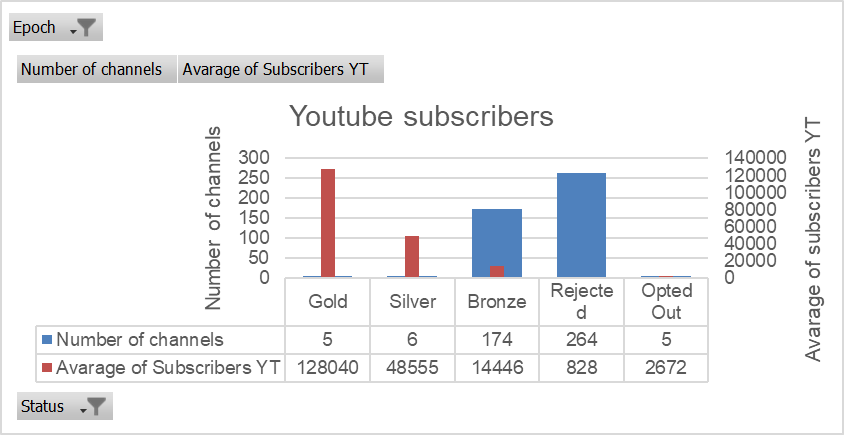 Epoch
Number of channels Avarage of Subscribers YT
Youtube subscribers
Number of channels
300
250
200
150
100
50
0
140000
120000
100000
80000
60000
40000
20000
0
Avarage of subscribers YT
Gold Silver Bronze Rejecte d Opted Out
Number of channels 5 6 174 264 5
Avarage of Subscribers YT 128040 48555 14446 828 2672
Status